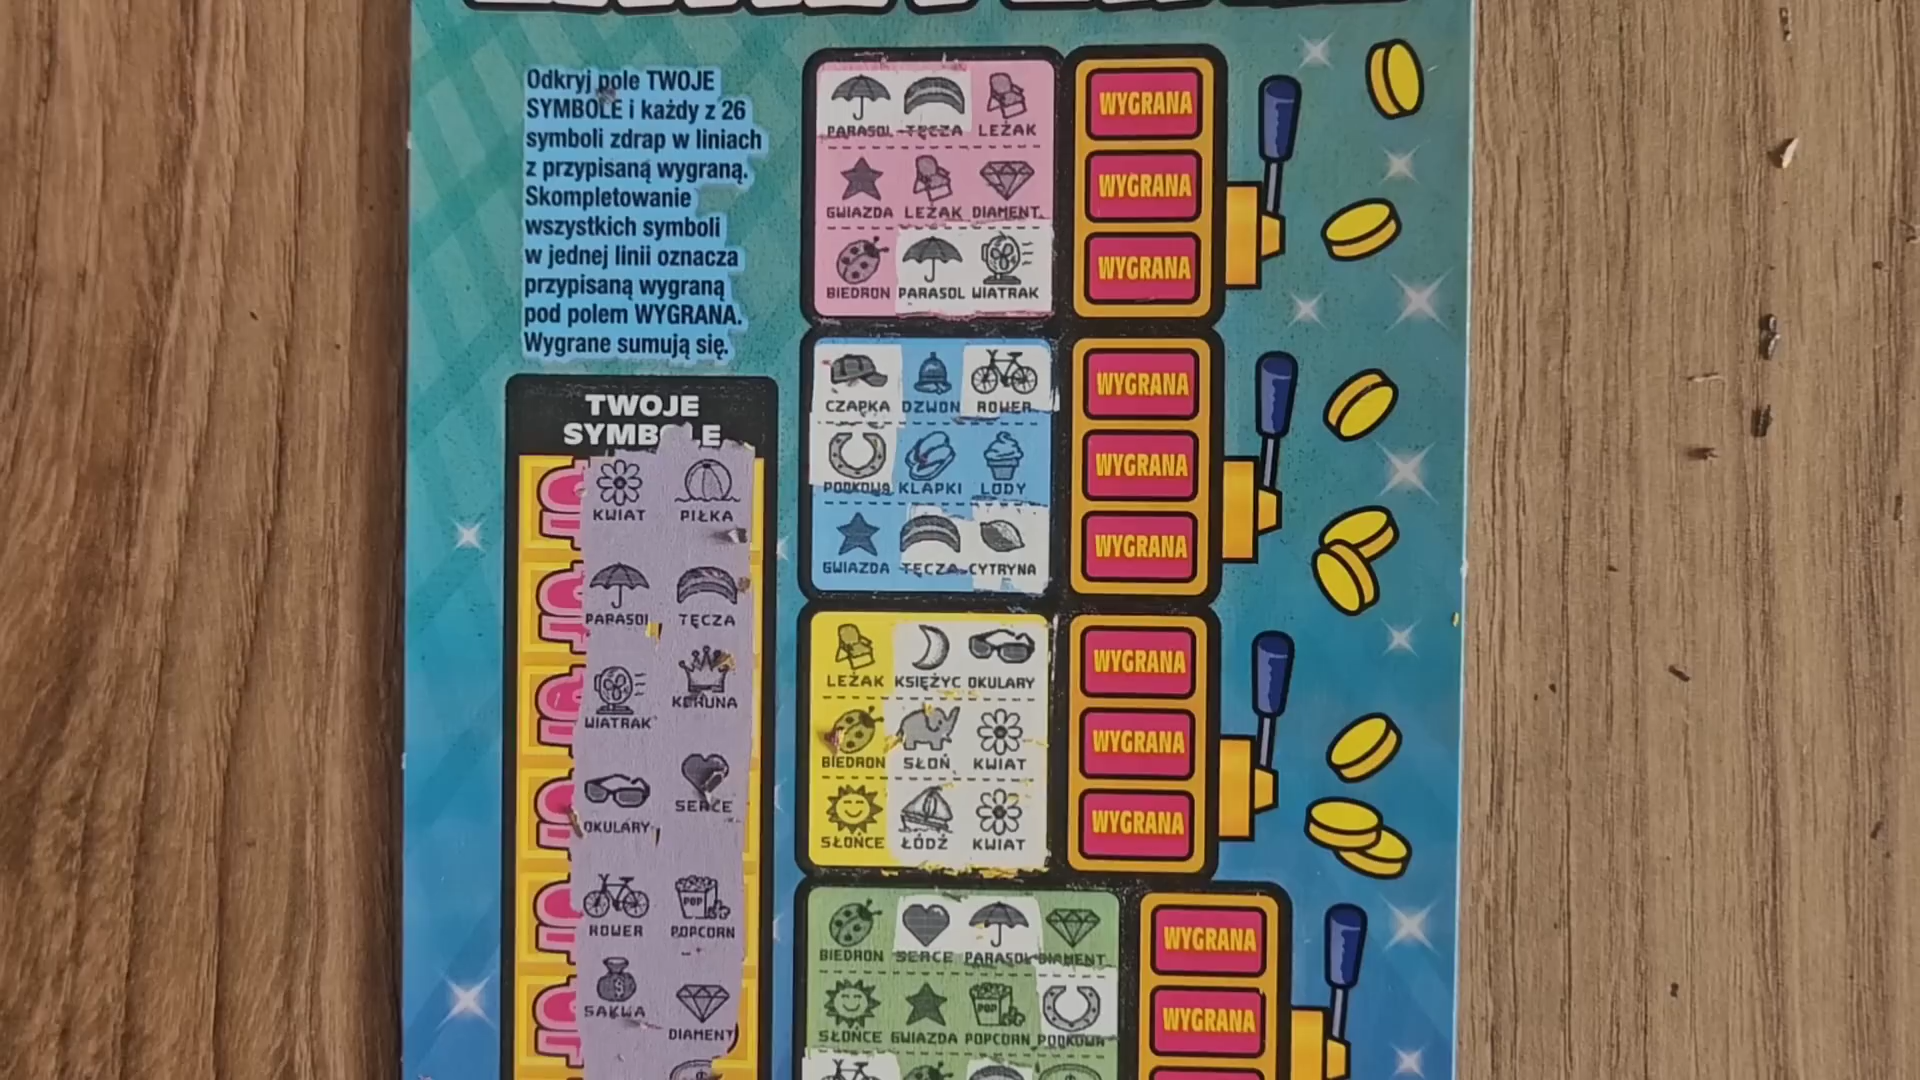 Odkryj pole TWOJE
SYMBOLE i każdy z 26
symboli zdrap w liniach
z przypisaną wygraną.
Skompletowanie
wszystkich symboli
w jednej linii oznacza
przypisaną wygraną
pod polem WYGRANA.
Wygrane sumują się.
TWOJE
SYMBOLE
KWIAT PIŁKA
PARASOL TĘCZA
WIATRAK KORONA
OKULARY SERCE
ROWER POPCORN
SAKWA DIAMENT
PARASOL TĘCZA LEŻAK WYGRANA
GWIAZDA LEŻAK DIAMENT WYGRANA
BIEDRON PARASOL WIATRAK WYGRANA
CZAPKA DZWON ROWER WYGRANA
PODKOWA KLAPKI LODY WYGRANA
GWIAZDA TĘCZA CYTRYNA WYGRANA
LEŻAK KSIĘŻYC OKULARY WYGRANA
BIEDRON SŁOŃ KWIAT WYGRANA
SŁOŃCE ŁÓDŹ KWIAT WYGRANA
BIEDRON SERCE PARASOL DIAMENT WYGRANA
SŁOŃCE GWIAZDA POPCORN PODKOWA WYGRANA